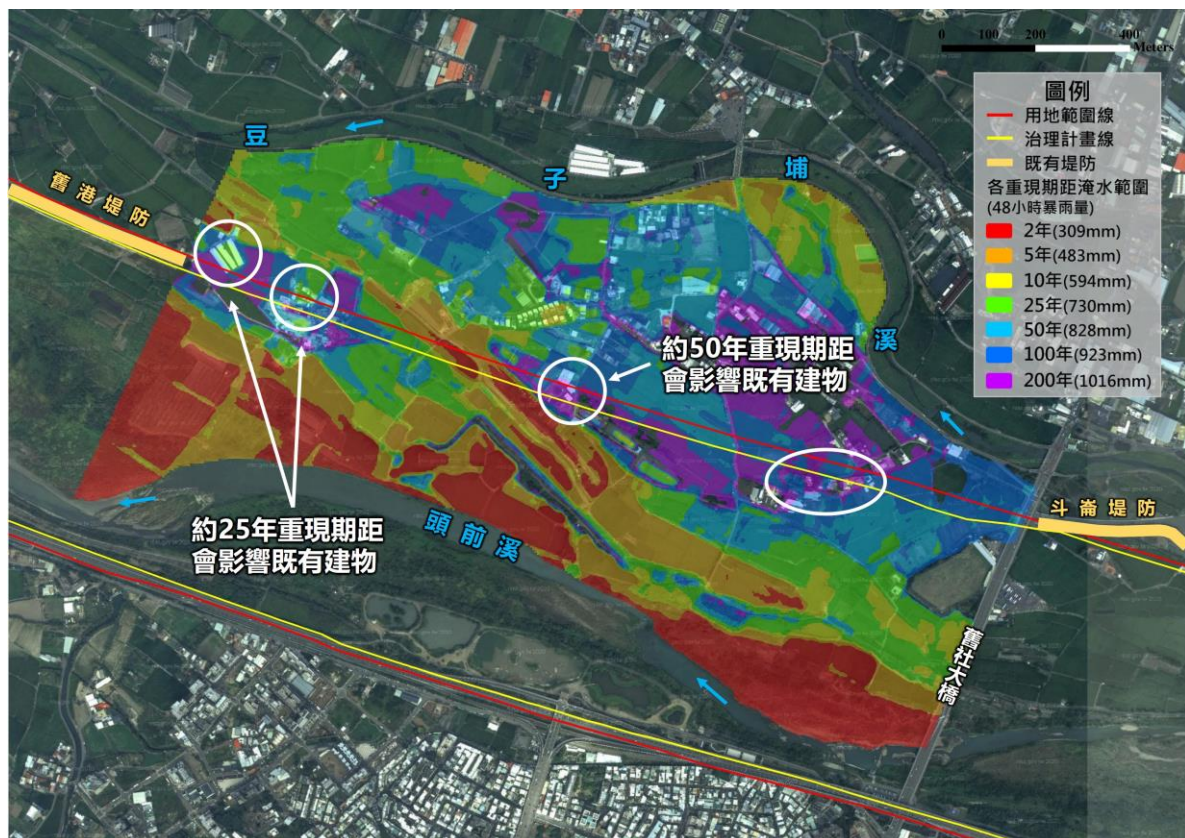 0 100 200 400
Meters
圖例
用地範圍線
治理計畫線
既有堤防
各重現期距淹水範圍
(48小時暴雨量)
2年(309mm)
5年(483mm)
10年(594mm)
25年(730mm)
50年(828mm)
100年(923mm)
200年(1016mm)
豆子埔溪
舊港堤防
約50年重現期距
會影響既有建物
斗崙堤防
約25年重現期距
會影響既有建物
頭前溪
舊社大橋